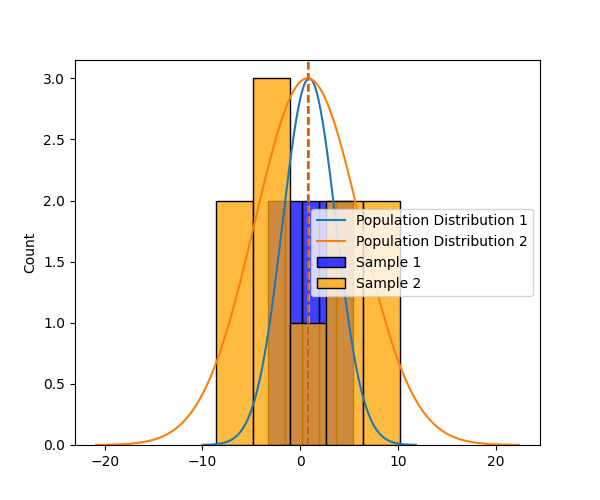 3.0
2.5
2.0
1.5
1.0
0.5
0.0
Count
Population Distribution 1
Population Distribution 2
Sample 1
Sample 2
−20
−10
0
10
20